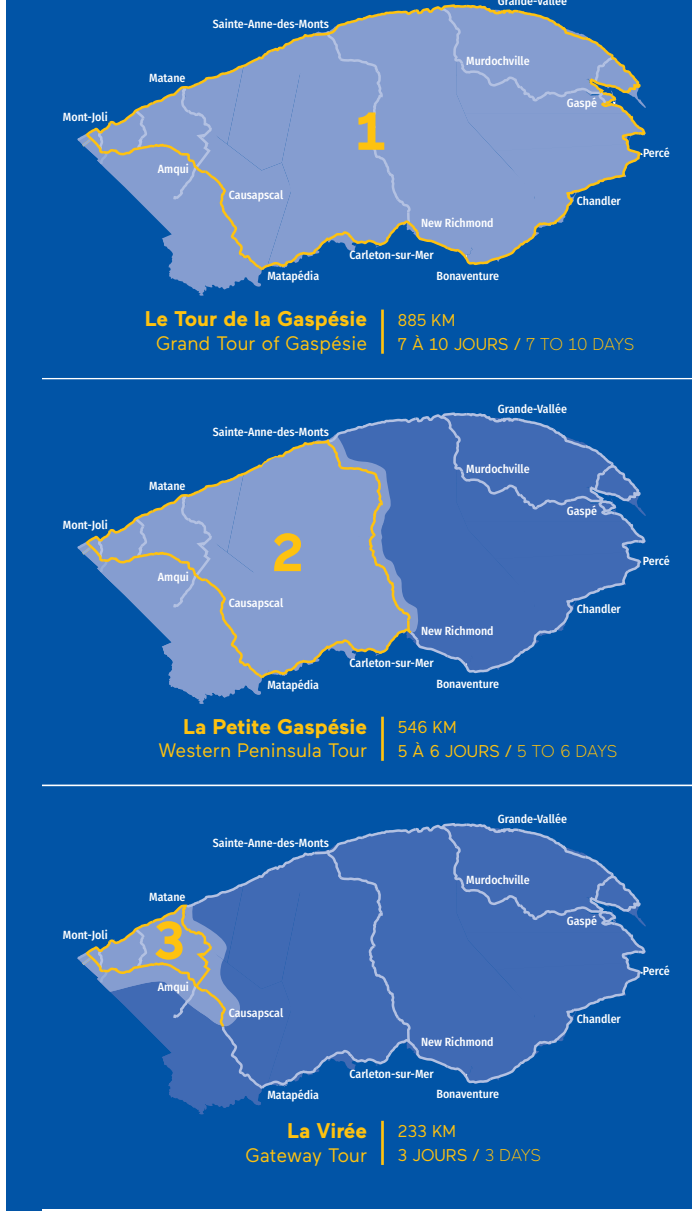 Grande-Vallée
Sainte-Anne-des-Monts
Murdochville
Matane
Gaspé
Mont-Joli
1
Percé
Amqui
Causapscal
Chandler
New Richmond
Carleton-sur-Mer
Matapédia
Bonaventure
Le Tour de la Gaspésie
Grand Tour of Gaspésie
885 KM
7 À 10 JOURS / 7 TO 10 DAYS
Grande-Vallée
Sainte-Anne-des-Monts
Murdochville
Matane
Gaspé
Mont-Joli
2
Percé
Amqui
Causapscal
Chandler
New Richmond
Carleton-sur-Mer
Matapédia
Bonaventure
La Petite Gaspésie
Western Peninsula Tour
546 KM
5 À 6 JOURS / 5 TO 6 DAYS
Grande-Vallée
Sainte-Anne-des-Monts
Murdochville
Matane
Gaspé
Mont-Joli
3
Percé
Amqui
Causapscal
Chandler
New Richmond
Carleton-sur-Mer
Matapédia
Bonaventure
La Virée
Gateway Tour
233 KM
3 JOURS / 3 DAYS